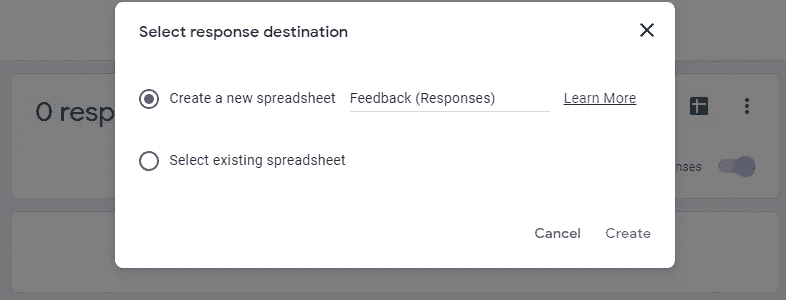 Select response destination
Create a new spreadsheet Feedback (Responses) Learn More
0 resp
Select existing spreadsheet
nses
Cancel Create